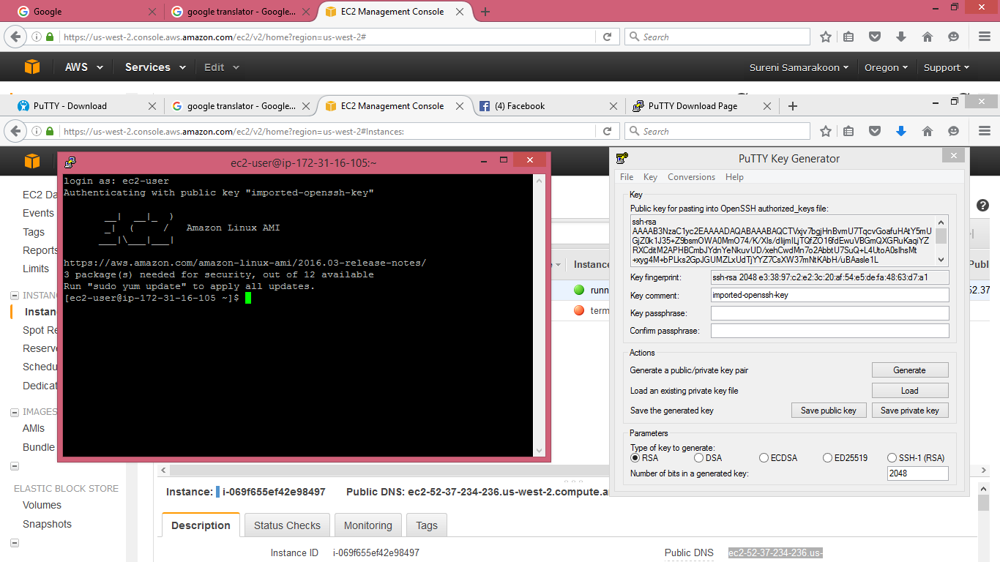 Google
google translator - Google...
EC2 Management Console
https://us-west-2.console.aws.amazon.com/ec2/v2/home?region=us-west-2#
Search
AWS Services Edit Sureni Samarakoon Oregon Support
PuTTY - Download
google translator - Google...
EC2 Management Console
(4) Facebook
PuTTY Download Page
https://us-west-2.console.aws.amazon.com/ec2/v2/home?region=us-west-2#Instances:
Search
EC2 Da
Events
Tags
Reports
Limits
INSTAN
Instan
Spot Re
Reserve
Schedu
Dedicat
IMAGES
AMIs
Bundle
ELASTIC BLOCK STORE
Volumes
Snapshots
ec2-user@ip-172-31-16-105:~
login as: ec2-user
Authenticating with public key "imported-openssh-key"
__| __|_ )
_| ( / Amazon Linux AMI
___|\___|___|
https://aws.amazon.com/amazon-linux-ami/2016.03-release-notes/
3 package(s) needed for security, out of 12 available
Run "sudo yum update" to apply all updates.
[ec2-user@ip-172-31-16-105 ~]$
Instance
runn
term
Publ
52.37
PuTTY Key Generator
File Key Conversions Help
Key
Public key for pasting into OpenSSH authorized_keys file:
ssh-rsa
AAAAB3NzaC1yc2EAAAADAQABAAABAQCTVxjv7bgjHnBvmU7TqcvGoafuHAtY5mU
GjZ0k1J35+Z9bsmOWA0MmO74/K/Xls/dIijmILjTQfZO16fdEwuVBGmQXGRuKaqiYZ
RXCditM2APHBCmbJYdnYeNkuvUD/xehCwdMn7o2AbbtU7SuQ+L4UtoA0slhsMt
+xyg4M+bPLks2GpJGUMZLxUdTjYYZ7CsXW37mNtKAbH/uBAasle1L
Key fingerprint: ssh-rsa 2048 e3:38:97:c2:e2:3c:20:af:54:e5:de:fa:48:63:d7:a1
Key comment: imported-openssh-key
Key passphrase:
Confirm passphrase:
Actions
Generate a public/private key pair Generate
Load an existing private key file Load
Save the generated key Save public key Save private key
Parameters
Type of key to generate:
RSA DSA ECDSA ED25519 SSH-1 (RSA)
Number of bits in a generated key: 2048
Instance: i-069f655ef42e98497 Public DNS: ec2-52-37-234-236.us-west-2.compute.a
Description Status Checks Monitoring Tags
Instance ID i-069f655ef42e98497 Public DNS ec2-52-37-234-236.us-